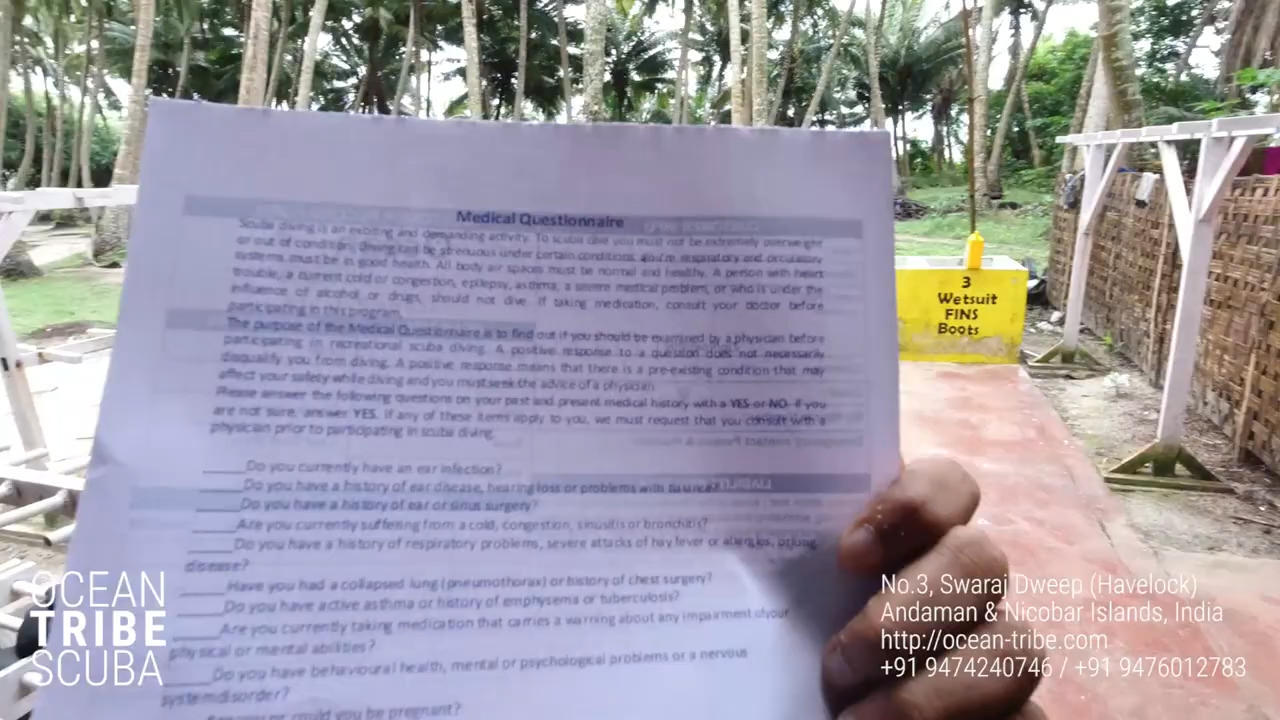 Medical Questionnaire
Scuba diving is an exciting and demanding activity. To scuba dive you must not be extremely overweight
or out of condition. Diving can be strenuous under certain conditions. your respiratory and circulatory
systems must be in good health. All body air spaces must be normal and healthy. A person with heart
trouble, a current cold or congestion, epilepsy, asthma, a severe medical problem, or who is under the
influence of alcohol or drugs, should not dive. If taking medication, consult your doctor before
participating in this program.
The purpose of the Medical Questionnaire is to find out if you should be examined by a physician before
participating in recreational scuba diving. A positive response to a question does not necessarily
disqualify you from diving. A positive response means that there is a pre-existing condition that may
affect your safety while diving and you must seek the advice of a physician.
Please answer the following questions on your past and present medical history with a YES or NO. If you
are not sure, answer YES. If any of these items apply to you, we must request that you consult with a
physician prior to participating in scuba diving.
_____Do you currently have an ear infection?
_____Do you have a history of ear disease, hearing loss or problems with balance?
_____Do you have a history of ear or sinus surgery?
_____Are you currently suffering from a cold, congestion, sinusitis or bronchitis?
_____Do you have a history of respiratory problems, severe attacks of hay fever or allergies, or lung
disease?
_____Have you had a collapsed lung (pneumothorax) or history of chest surgery?
_____Do you have active asthma or history of emphysema or tuberculosis?
_____Are you currently taking medication that carries a warning about any impairment of your
physical or mental abilities?
_____Do you have behavioural health, mental or psychological problems or a nervous
system disorder?
or could you be pregnant?
3
Wetsuit
FINS
Boots
OCEAN
TRIBE
SCUBA
No.3, Swaraj Dweep (Havelock)
Andaman & Nicobar Islands, India
http://ocean-tribe.com
+91 9474240746 / +91 9476012783